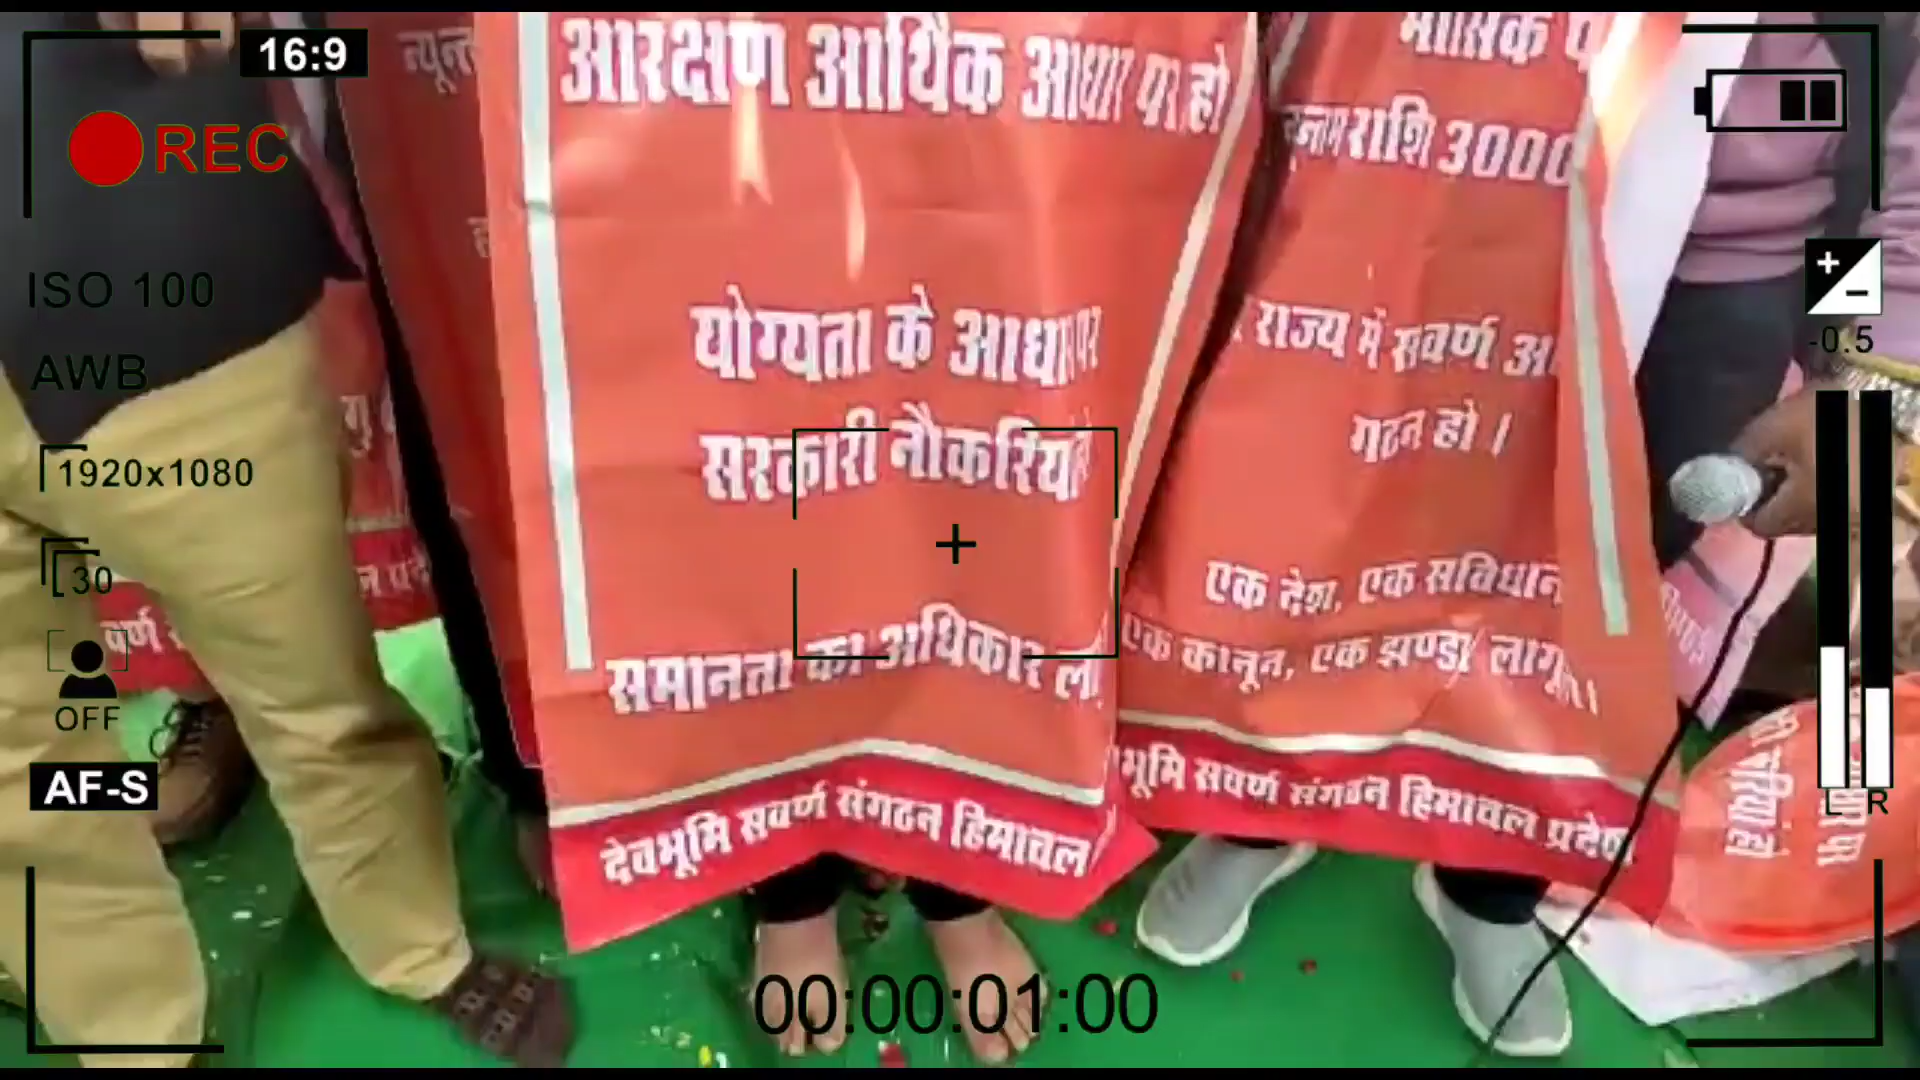 16:9
REC
ISO 100
AWB
1920x1080
30
OFF
AF-S
-0.5
L R
00:00:01:00
आरक्षण आर्थिक आधार पर हो
योग्यता के आधार पर
सरकारी नौकरियां
समानता का अधिकार
देवभूमि सवर्ण संगठन हिमाचल
मासिक
राशि 3000
राज्य में सवर्ण
गठन हो ।
एक देश, एक संविधान
एक कानून, एक झण्डा लागू
भूमि सवर्ण संगठन हिमाचल प्रदेश